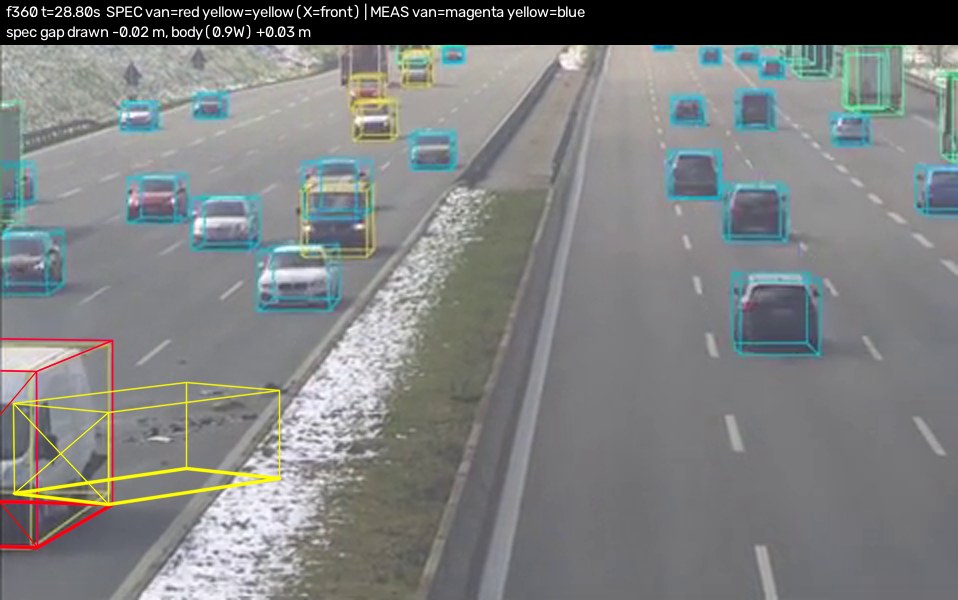 f360 t=28.80s SPEC van=red yellow=yellow (X=front) | MEAS van=magenta yellow=blue
spec gap drawn -0.02 m, body(0.9W) +0.03 m